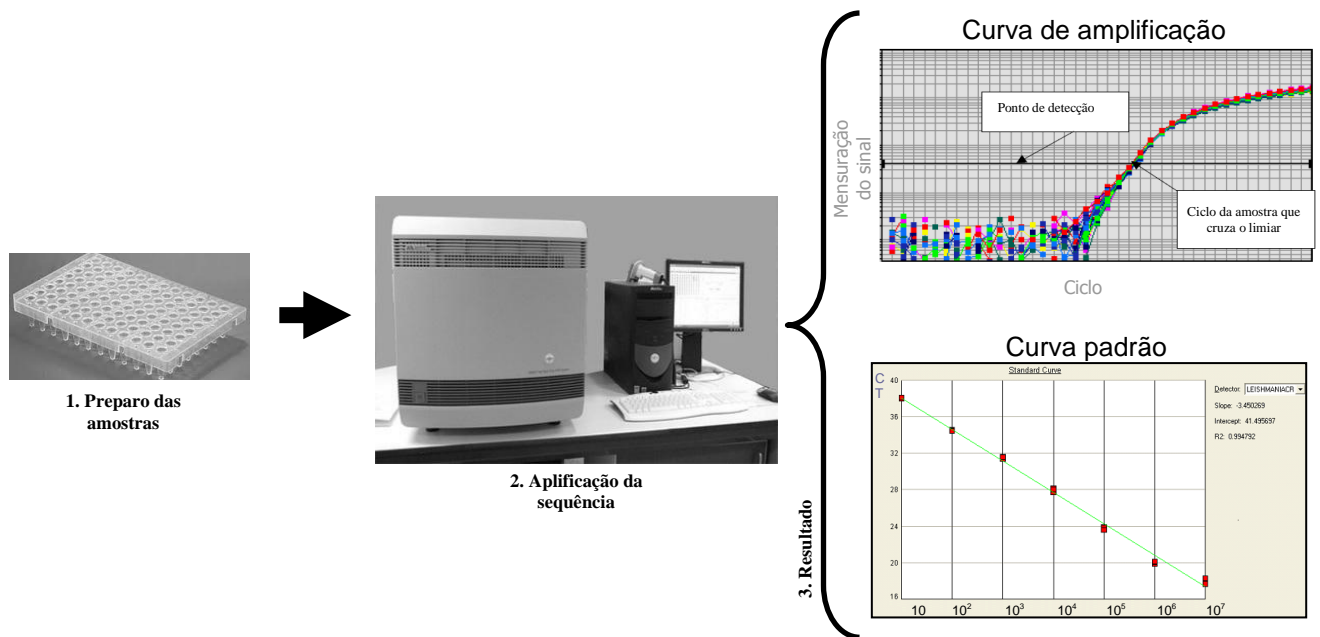 1. Preparo das
amostras
2. Aplificação da
sequência
3. Resultado
Curva de amplificação
Mensuração
do sinal
Ponto de detecção
Ciclo da amostra que
cruza o limiar
Ciclo
Curva padrão
Standard Curve
C
T
40
36
32
28
24
20
16
10
10²
10³
10⁴
10⁵
10⁶
10⁷
Detector: LEISHMANIACR
Slope: -3.450269
Intercept: 41.495697
R2: 0.994792